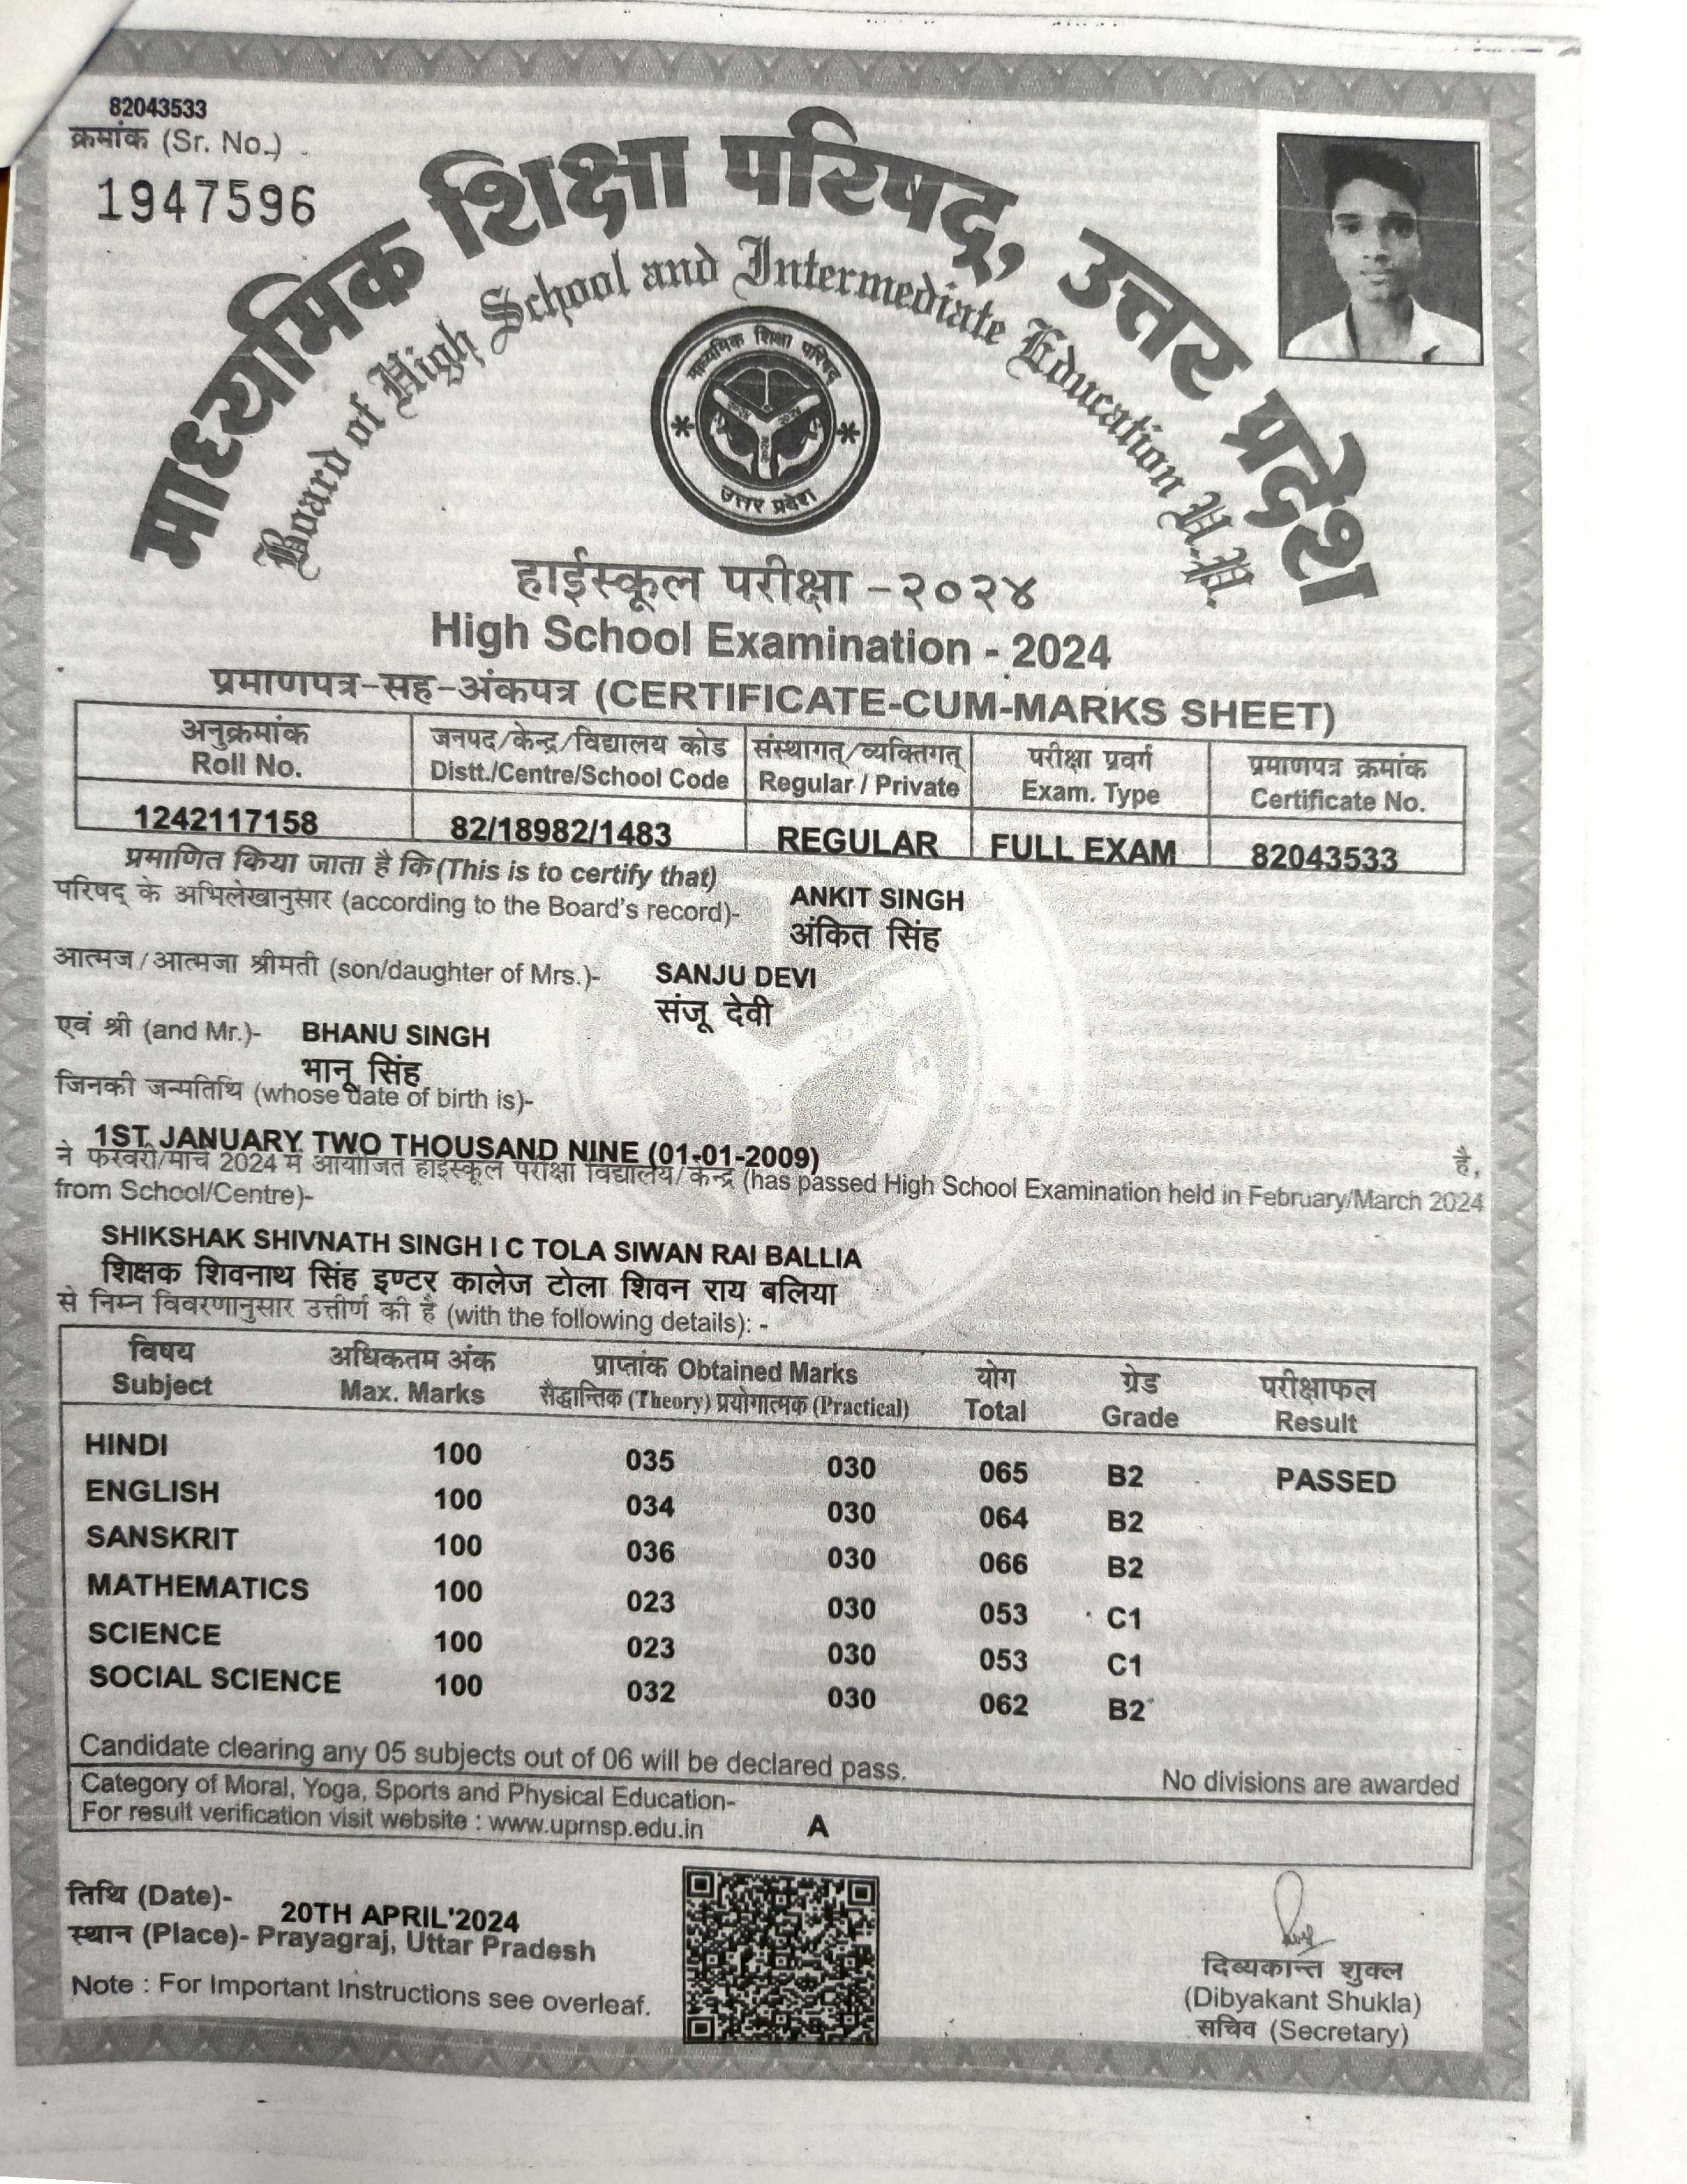 82043533
क्रमांक (Sr. No.)
1947596
माध्यमिक शिक्षा परिषद्, उत्तर प्रदेश
Board of High School and Intermediate Education U.P.
माध्यमिक शिक्षा परिषद्
उत्तर प्रदेश
हाईस्कूल परीक्षा -२०२४
High School Examination - 2024
प्रमाणपत्र-सह-अंकपत्र (CERTIFICATE-CUM-MARKS SHEET)
अनुक्रमांक जनपद/केन्द्र/विद्यालय कोड संस्थागत्/व्यक्तिगत् परीक्षा प्रवर्ग प्रमाणपत्र क्रमांक
Roll No. Distt./Centre/School Code Regular / Private Exam. Type Certificate No.
1242117158 82/18982/1483 REGULAR FULL EXAM 82043533
प्रमाणित किया जाता है कि(This is to certify that)
परिषद् के अभिलेखानुसार (according to the Board's record)- ANKIT SINGH
अंकित सिंह
आत्मज/आत्मजा श्रीमती (son/daughter of Mrs.)- SANJU DEVI
संजू देवी
एवं श्री (and Mr.)- BHANU SINGH
भानू सिंह
जिनकी जन्मतिथि (whose date of birth is)-
1ST JANUARY TWO THOUSAND NINE (01-01-2009) है,
ने फरवरी/मार्च 2024 में आयोजित हाईस्कूल परीक्षा विद्यालय/केन्द्र (has passed High School Examination held in February/March 2024
from School/Centre)-
SHIKSHAK SHIVNATH SINGH I C TOLA SIWAN RAI BALLIA
शिक्षक शिवनाथ सिंह इण्टर कालेज टोला शिवन राय बलिया
से निम्न विवरणानुसार उत्तीर्ण की है (with the following details): -
विषय अधिकतम अंक प्राप्तांक Obtained Marks योग ग्रेड परीक्षाफल
Subject Max. Marks सैद्धान्तिक (Theory) प्रयोगात्मक (Practical) Total Grade Result
HINDI 100 035 030 065 B2 PASSED
ENGLISH 100 034 030 064 B2
SANSKRIT 100 036 030 066 B2
MATHEMATICS 100 023 030 053 C1
SCIENCE 100 023 030 053 C1
SOCIAL SCIENCE 100 032 030 062 B2
Candidate clearing any 05 subjects out of 06 will be declared pass. No divisions are awarded
Category of Moral, Yoga, Sports and Physical Education-
For result verification visit website : www.upmsp.edu.in A
तिथि (Date)- 20TH APRIL'2024
स्थान (Place)- Prayagraj, Uttar Pradesh
Note : For Important Instructions see overleaf.
दिव्यकान्त शुक्ल
(Dibyakant Shukla)
सचिव (Secretary)